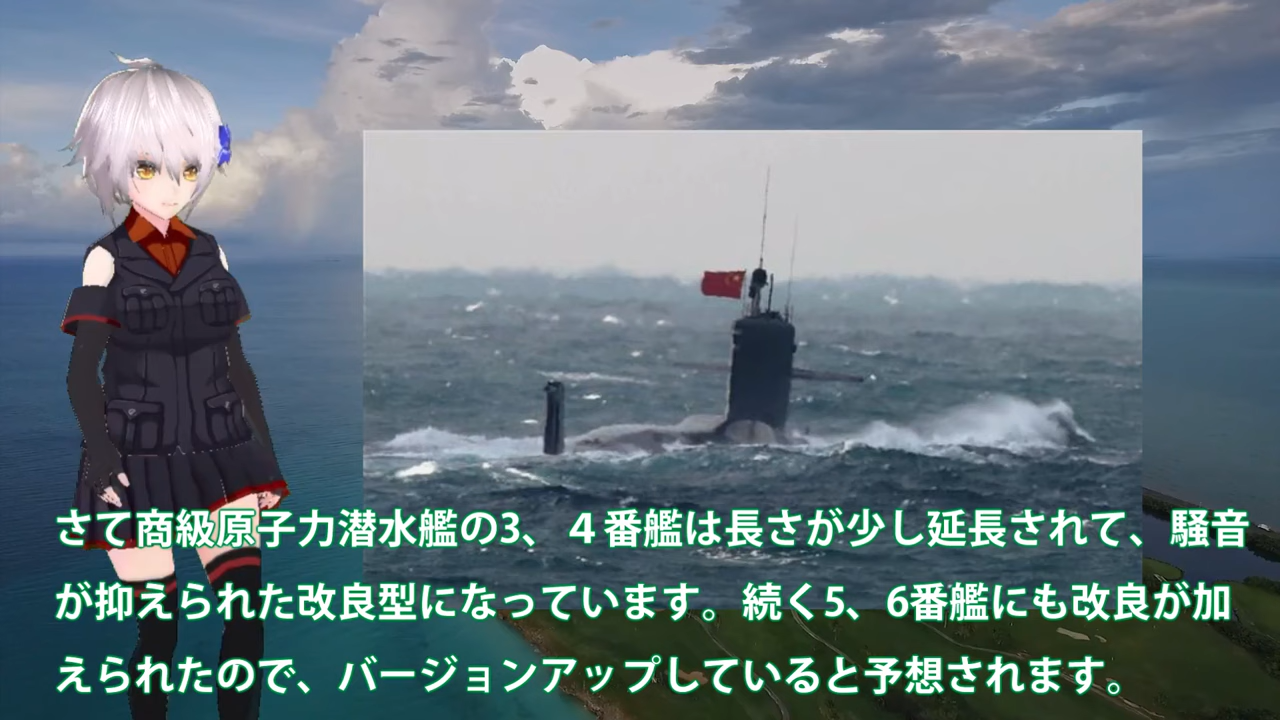 さて商級原子力潜水艦の3、４番艦は長さが少し延長されて、騒音
が抑えられた改良型になっています。続く5、6番艦にも改良が加
えられたので、バージョンアップしていると予想されます。